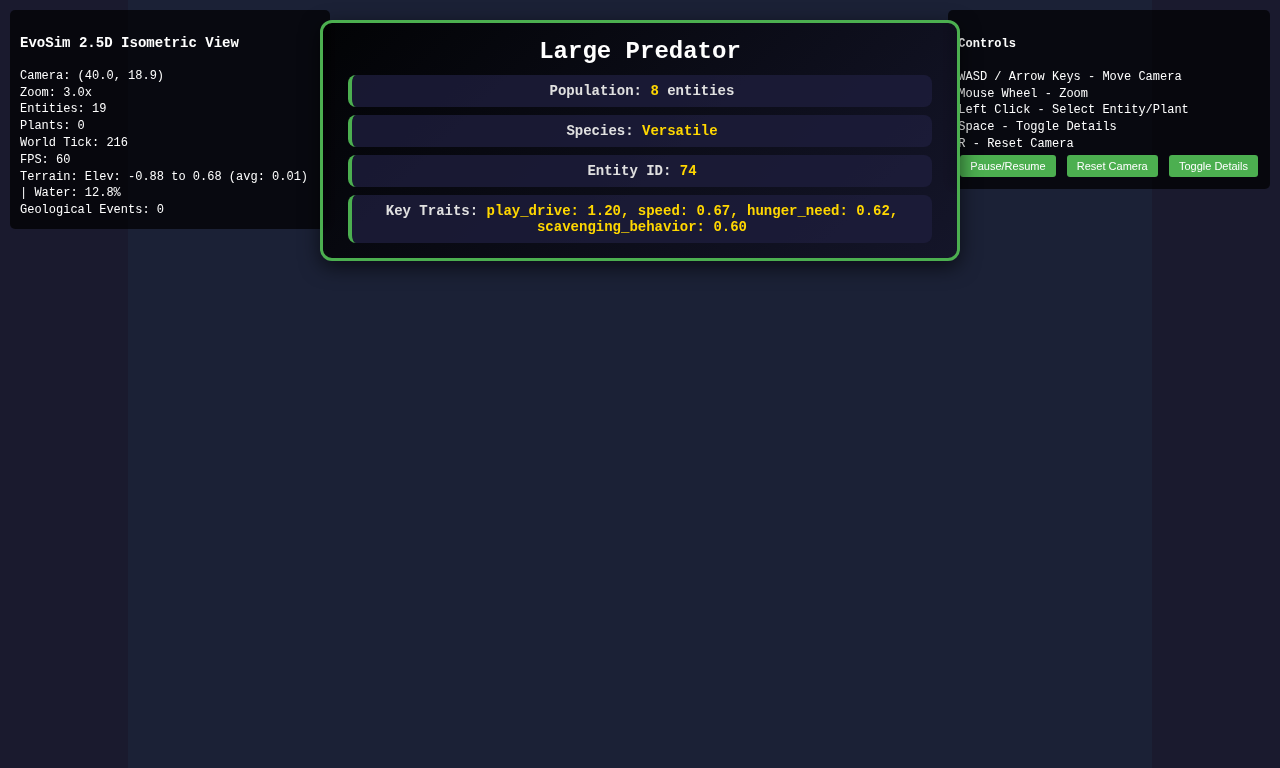 EvoSim 2.5D Isometric View
Camera: (40.0, 18.9)
Zoom: 3.0x
Entities: 19
Plants: 0
World Tick: 216
FPS: 60
Terrain: Elev: -0.88 to 0.68 (avg: 0.01)
| Water: 12.8%
Geological Events: 0
Large Predator
Population: 8 entities
Species: Versatile
Entity ID: 74
Key Traits: play_drive: 1.20, speed: 0.67, hunger_need: 0.62,
scavenging_behavior: 0.60
Controls
WASD / Arrow Keys - Move Camera
Mouse Wheel - Zoom
Left Click - Select Entity/Plant
Space - Toggle Details
R - Reset Camera
Pause/Resume Reset Camera Toggle Details